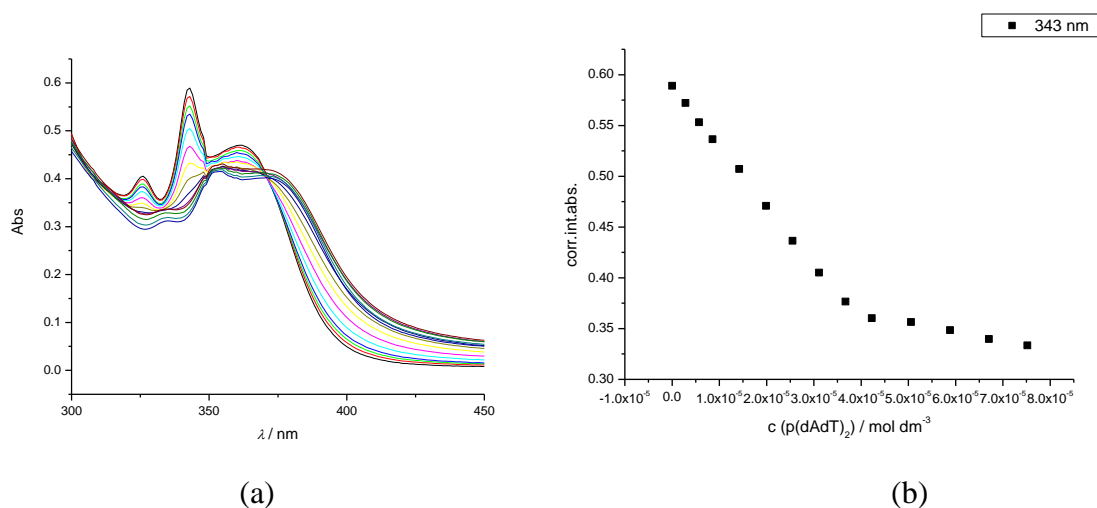 0.6
0.5
0.4
0.3
0.2
0.1
0.0
Abs
300 350 400 450
λ / nm
(a)
343 nm
0.60
0.55
0.50
0.45
0.40
0.35
0.30
corr.int.abs.
-1.0x10⁻⁵ 0.0 1.0x10⁻⁵ 2.0x10⁻⁵ 3.0x10⁻⁵ 4.0x10⁻⁵ 5.0x10⁻⁵ 6.0x10⁻⁵ 7.0x10⁻⁵ 8.0x10⁻⁵
c (p(dAdT)₂) / mol dm⁻³
(b)